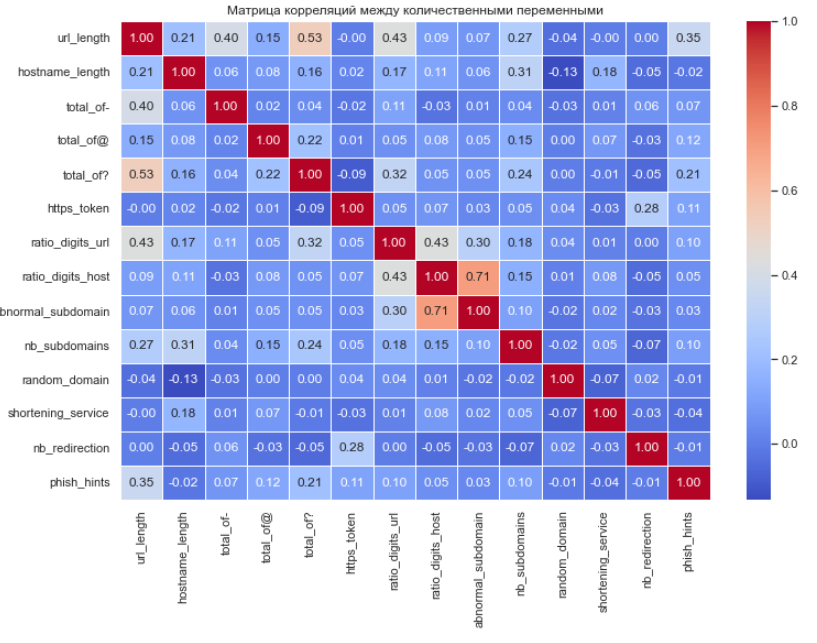 Матрица корреляций между количественными переменными
url_length 1.00 0.21 0.40 0.15 0.53 -0.00 0.43 0.09 0.07 0.27 -0.04 -0.00 0.00 0.35
hostname_length 0.21 1.00 0.06 0.08 0.16 0.02 0.17 0.11 0.06 0.31 -0.13 0.18 -0.05 -0.02
total_of- 0.40 0.06 1.00 0.02 0.04 -0.02 0.11 -0.03 0.01 0.04 -0.03 0.01 0.06 0.07
total_of@ 0.15 0.08 0.02 1.00 0.22 0.01 0.05 0.08 0.05 0.15 0.00 0.07 -0.03 0.12
total_of? 0.53 0.16 0.04 0.22 1.00 -0.09 0.32 0.05 0.05 0.24 0.00 -0.01 -0.05 0.21
https_token -0.00 0.02 -0.02 0.01 -0.09 1.00 0.05 0.07 0.03 0.05 0.04 -0.03 0.28 0.11
ratio_digits_url 0.43 0.17 0.11 0.05 0.32 0.05 1.00 0.43 0.30 0.18 0.04 0.01 0.00 0.10
ratio_digits_host 0.09 0.11 -0.03 0.08 0.05 0.07 0.43 1.00 0.71 0.15 0.01 0.08 -0.05 0.05
bnormal_subdomain 0.07 0.06 0.01 0.05 0.05 0.03 0.30 0.71 1.00 0.10 -0.02 0.02 -0.03 0.03
nb_subdomains 0.27 0.31 0.04 0.15 0.24 0.05 0.18 0.15 0.10 1.00 -0.02 0.05 -0.07 0.10
random_domain -0.04 -0.13 -0.03 0.00 0.00 0.04 0.04 0.01 -0.02 -0.02 1.00 -0.07 0.02 -0.01
shortening_service -0.00 0.18 0.01 0.07 -0.01 -0.03 0.01 0.08 0.02 0.05 -0.07 1.00 -0.03 -0.04
nb_redirection 0.00 -0.05 0.06 -0.03 -0.05 0.28 0.00 -0.05 -0.03 -0.07 0.02 -0.03 1.00 -0.01
phish_hints 0.35 -0.02 0.07 0.12 0.21 0.11 0.10 0.05 0.03 0.10 -0.01 -0.04 -0.01 1.00
url_length
hostname_length
total_of-
total_of@
total_of?
https_token
ratio_digits_url
ratio_digits_host
abnormal_subdomain
nb_subdomains
random_domain
shortening_service
nb_redirection
phish_hints
1.0
0.8
0.6
0.4
0.2
0.0